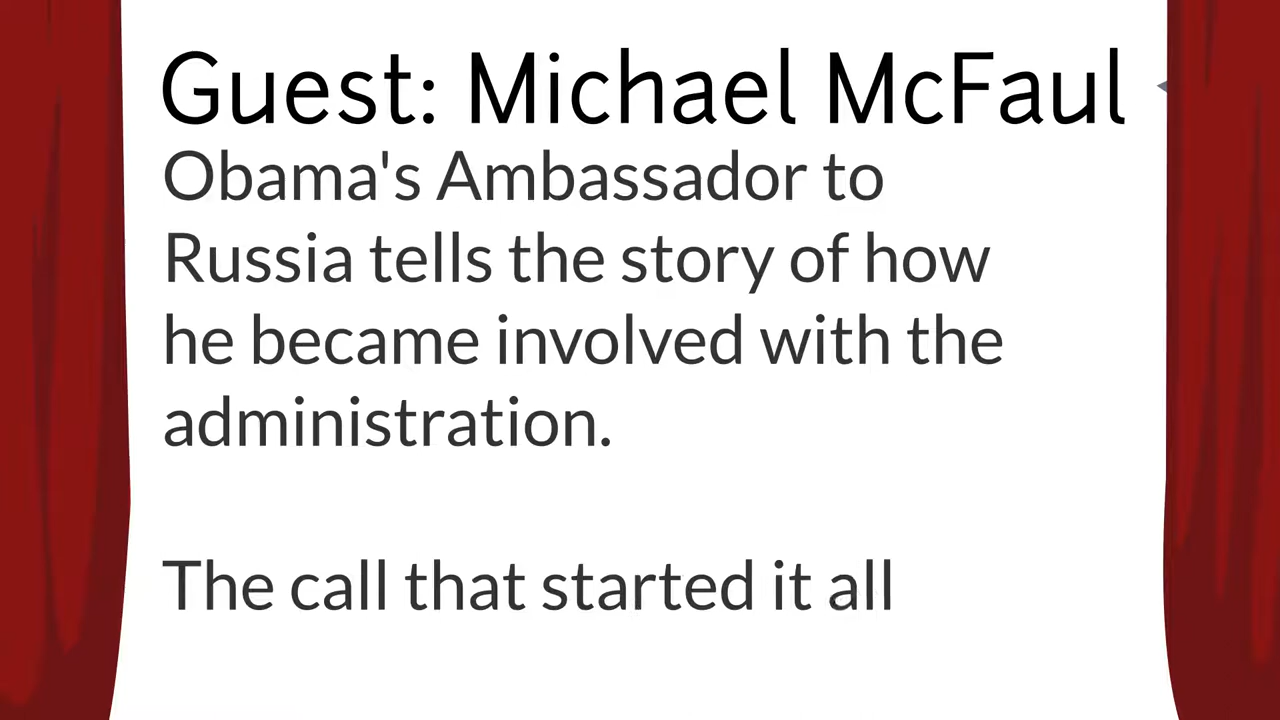 Guest: Michael McFaul
Obama's Ambassador to
Russia tells the story of how
he became involved with the
administration.
The call that started it all